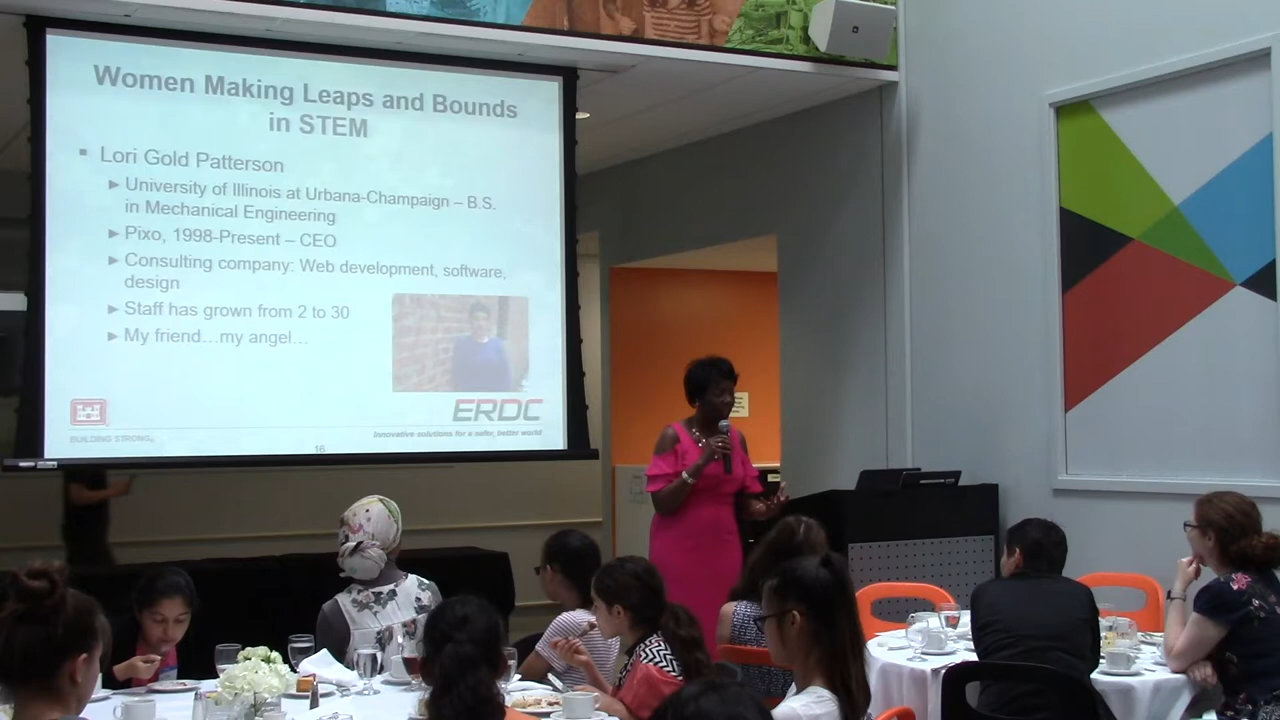 Women Making Leaps and Bounds
in STEM
▪ Lori Gold Patterson
► University of Illinois at Urbana-Champaign – B.S.
in Mechanical Engineering
► Pixo, 1998-Present – CEO
► Consulting company: Web development, software,
design
► Staff has grown from 2 to 30
► My friend…my angel…
ERDC
BUILDING STRONG®
Innovative solutions for a safer, better world
16